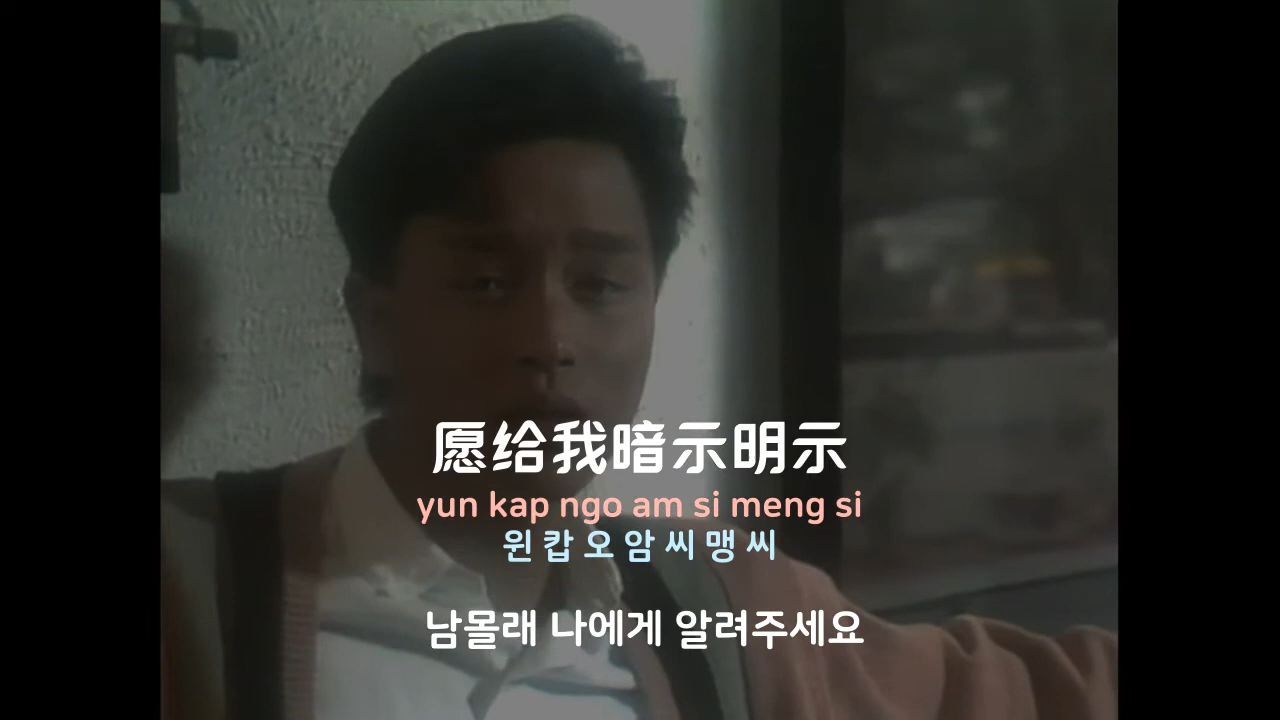 愿给我暗示明示
yun kap ngo am si meng si
윈 캅 오 암 씨 맹 씨
남몰래 나에게 알려주세요